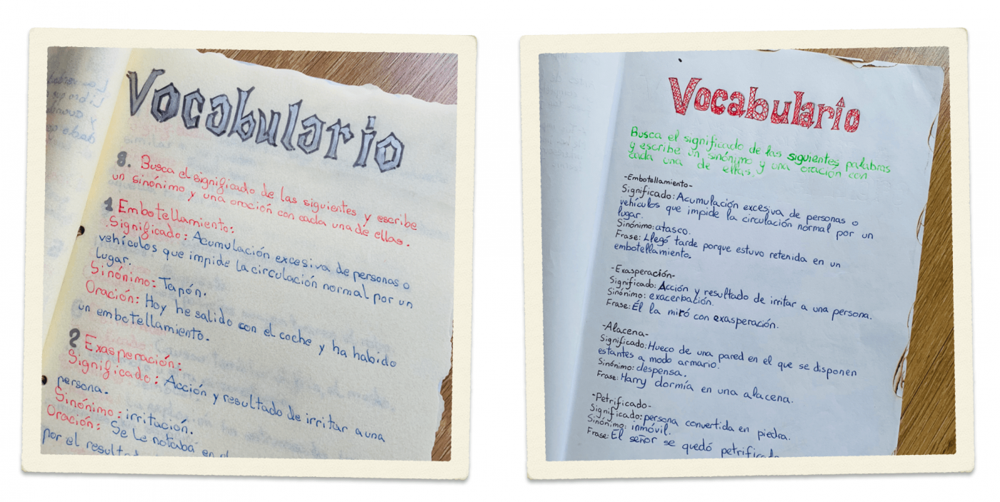 Vocabulario
8. Busca el significado de las siguientes y escribe
un sinónimo y una oración con cada una de ellas.
1 Embotellamiento:
Significado: Acumulación excesiva de personas o
vehículos que impide la circulación normal por un
lugar.
Sinónimo: Tapón.
Oración: Hoy he salido con el coche y ha habido
un embotellamiento.
2 Exasperación:
Significado: Acción y resultado de irritar a una
persona.
Sinónimo: irritación.
Oración: Se le notaba en el
por el
Vocabulario
Busca el significado de las siguientes palabras
y escribe un sinónimo y una oración con
cada una de ellas.
-Embotellamiento-
Significado: Acumulación excesiva de personas o
vehículos que impide la circulación normal por un
lugar.
Sinónimo: atasco.
Frase: Llegó tarde porque estuvo retenida en un
embotellamiento.
-Exasperación-
Significado: Acción y resultado de irritar a una persona.
Sinónimo: exacerbación.
Frase: Él la miró con exasperación.
-Alacena-
Significado: Hueco de una pared en el que se disponen
estantes a modo armario.
Sinónimo: despensa.
Frase: Harry dormía en una alacena.
-Petrificado-
Significado: persona convertida en piedra.
Sinónimo: inmóvil.
Frase: El señor se quedó petrificado